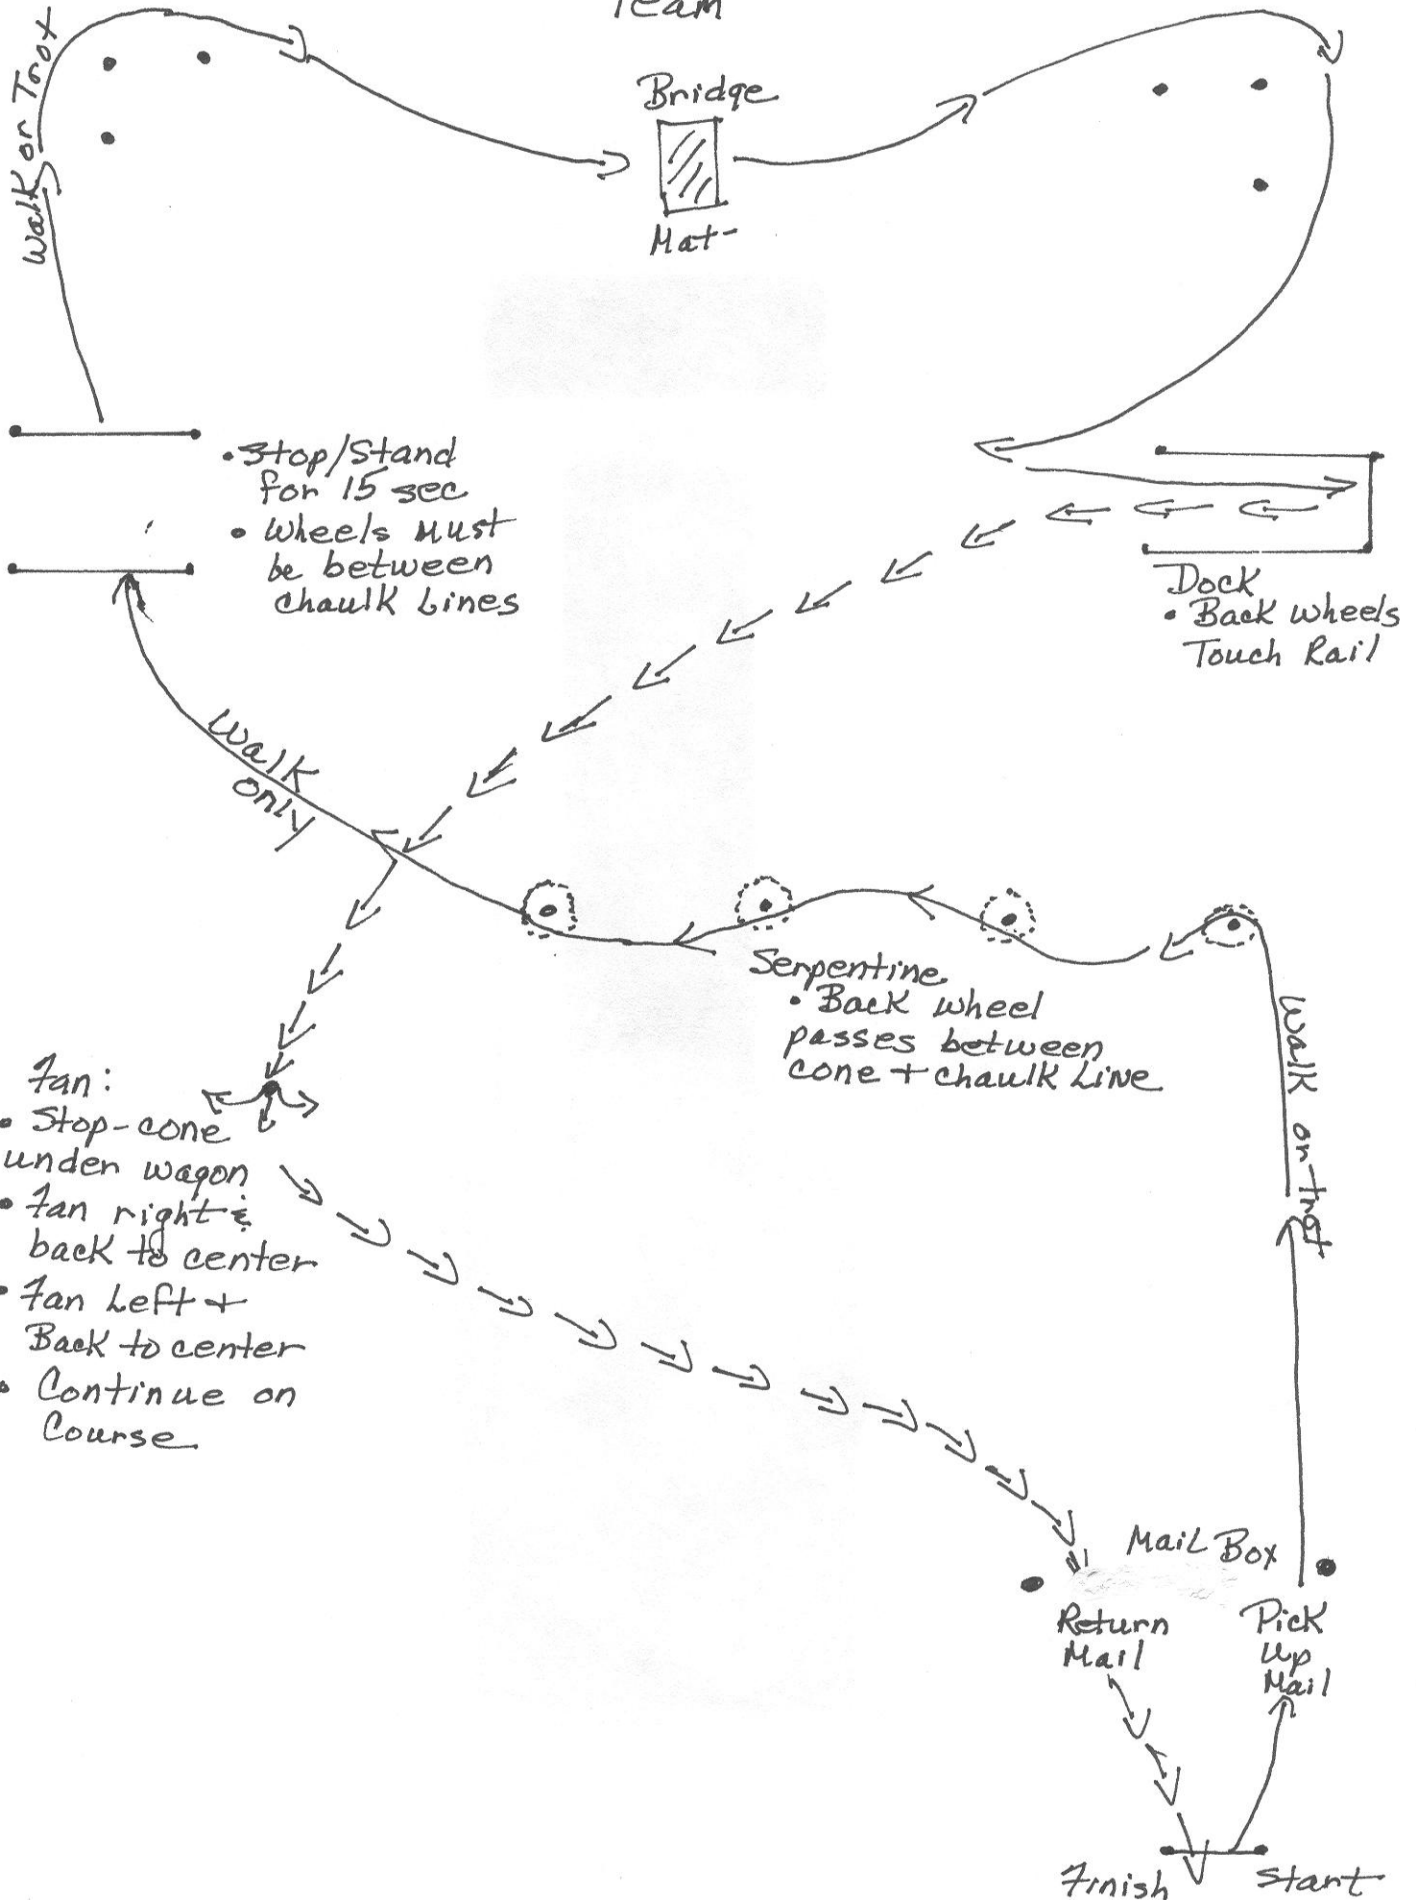 Team
Walk or Trot
Bridge
Mat
• Stop/Stand
for 15 sec
• Wheels Must
be between
chaulk Lines
Dock
• Back wheels
Touch Rail
Walk
only
Serpentine
• Back wheel
passes between
cone + chaulk Line
Walk or trot
Fan:
• Stop-cone
under wagon
• Fan right &
back to center
• Fan Left +
Back to center
• Continue on
Course
Mail Box
Return
Mail
Pick
Up
Mail
Finish
Start